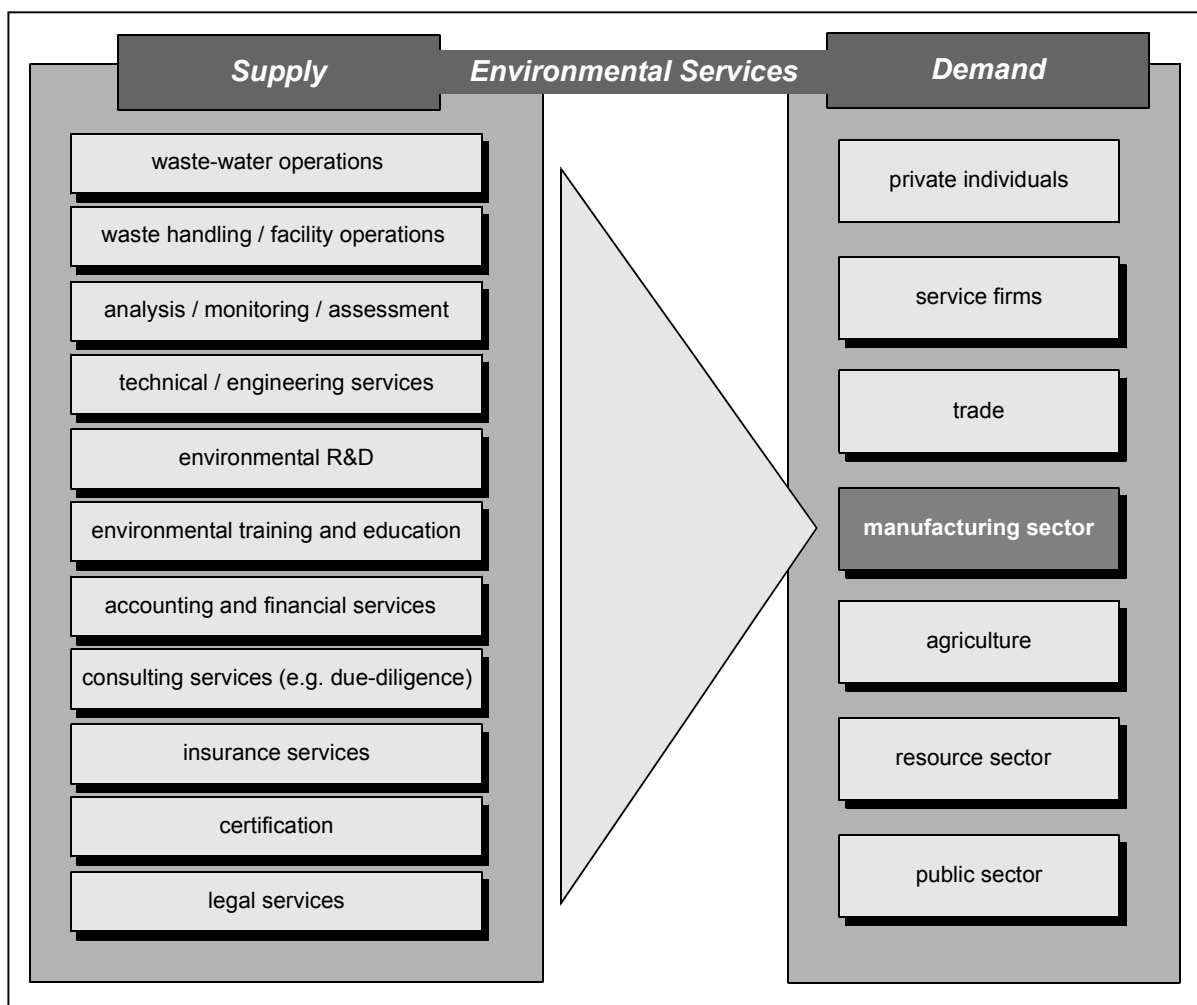 Supply
Environmental Services
Demand
waste-water operations
waste handling / facility operations
analysis / monitoring / assessment
technical / engineering services
environmental R&D
environmental training and education
accounting and financial services
consulting services (e.g. due-diligence)
insurance services
certification
legal services
private individuals
service firms
trade
manufacturing sector
agriculture
resource sector
public sector